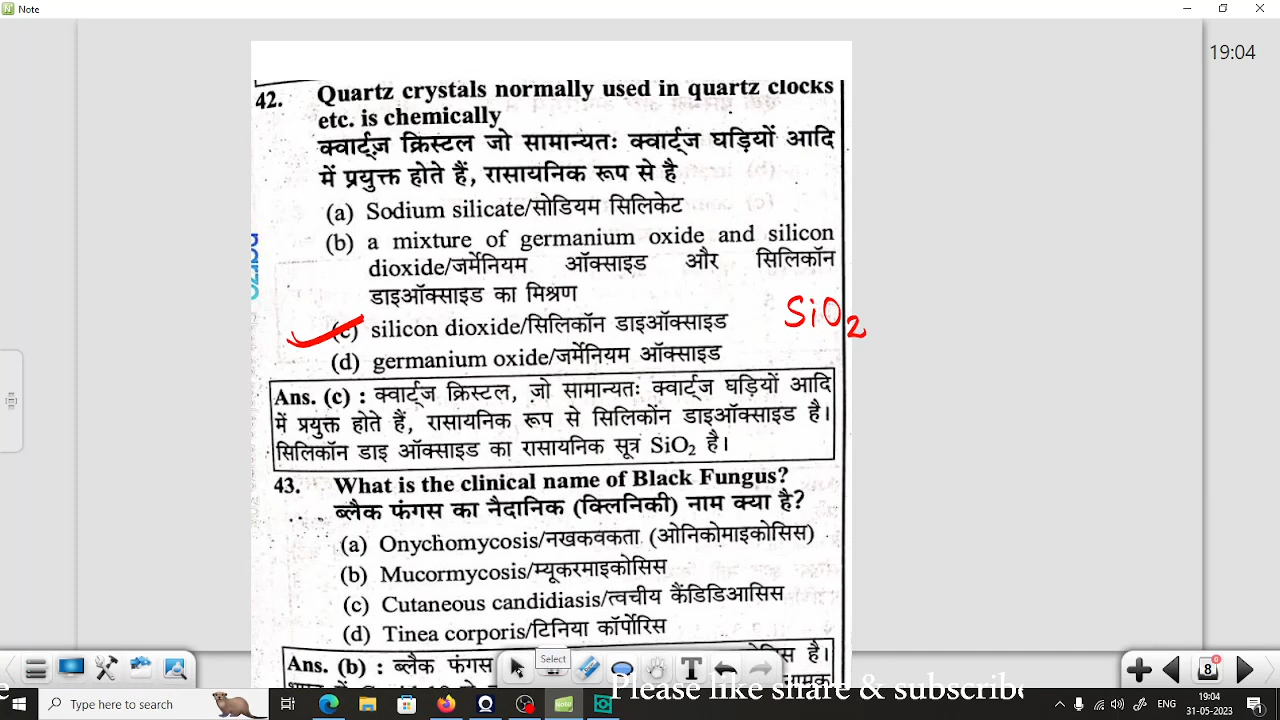 Note
19:04
42. Quartz crystals normally used in quartz clocks
etc. is chemically
क्वार्ट्ज़ क्रिस्टल जो सामान्यतः क्वार्ट्ज घड़ियों आदि
में प्रयुक्त होते हैं, रासायनिक रूप से है
(a) Sodium silicate/सोडियम सिलिकेट
(b) a mixture of germanium oxide and silicon
dioxide/जर्मेनियम ऑक्साइड और सिलिकॉन
डाइऑक्साइड का मिश्रण
(c) silicon dioxide/सिलिकॉन डाइऑक्साइड
SiO2
(d) germanium oxide/जर्मेनियम ऑक्साइड
Ans. (c) : क्वार्ट्ज क्रिस्टल, जो सामान्यतः क्वार्ट्ज घड़ियों आदि
में प्रयुक्त होते हैं, रासायनिक रूप से सिलिकोंन डाइऑक्साइड है।
सिलिकॉन डाइ ऑक्साइड का रासायनिक सूत्र SiO₂ है।
43. What is the clinical name of Black Fungus?
ब्लैक फंगस का नैदानिक (क्लिनिकी) नाम क्या है?
(a) Onychomycosis/नखकवकता (ओनिकोमाइकोसिस)
(b) Mucormycosis/म्यूकरमाइकोसिस
(c) Cutaneous candidiasis/त्वचीय कैंडिडिआसिस
(d) Tinea corporis/टिनिया कॉर्पोरिस
Ans. (b) : ब्लैक फंगस
है।
Select
T
8
0
Please like share & subscribe
Type here to search
19:04
31-05-2023